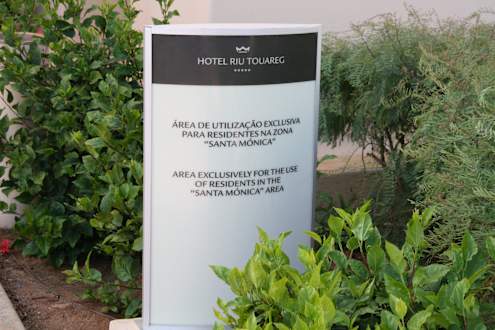 HOTEL RIU TOUAREG
★★★★★
ÁREA DE UTILIZAÇÃO EXCLUSIVA
PARA RESIDENTES NA ZONA
"SANTA MÓNICA"
AREA EXCLUSIVELY FOR THE USE
OF RESIDENTS IN THE
"SANTA MÓNICA" AREA